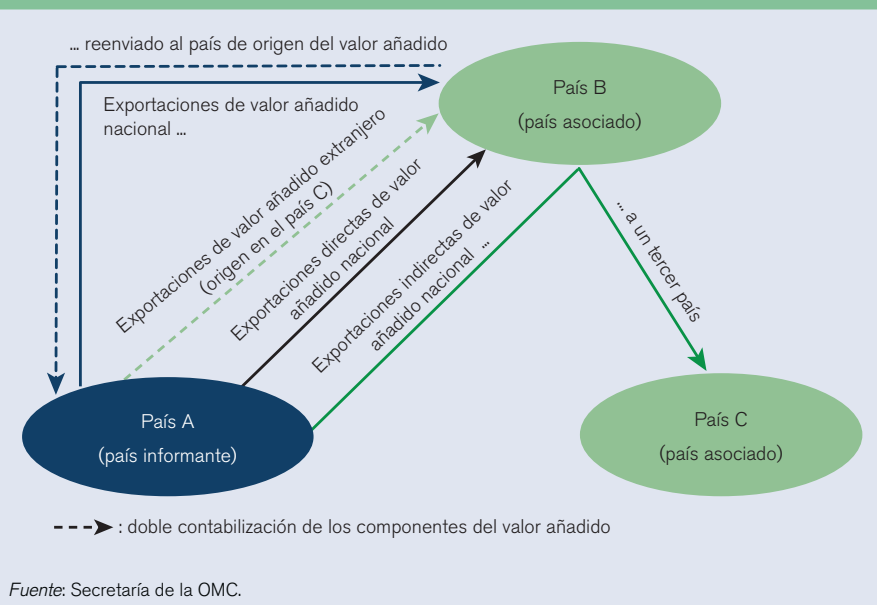 ... reenviado al país de origen del valor añadido
Exportaciones de valor añadido
nacional ...
Exportaciones de valor añadido extranjero
(origen en el país C)
Exportaciones directas de valor
añadido nacional
Exportaciones indirectas de valor
añadido nacional ...
País B
(país asociado)
... a un tercer país
País A
(país informante)
País C
(país asociado)
: doble contabilización de los componentes del valor añadido
Fuente: Secretaría de la OMC.